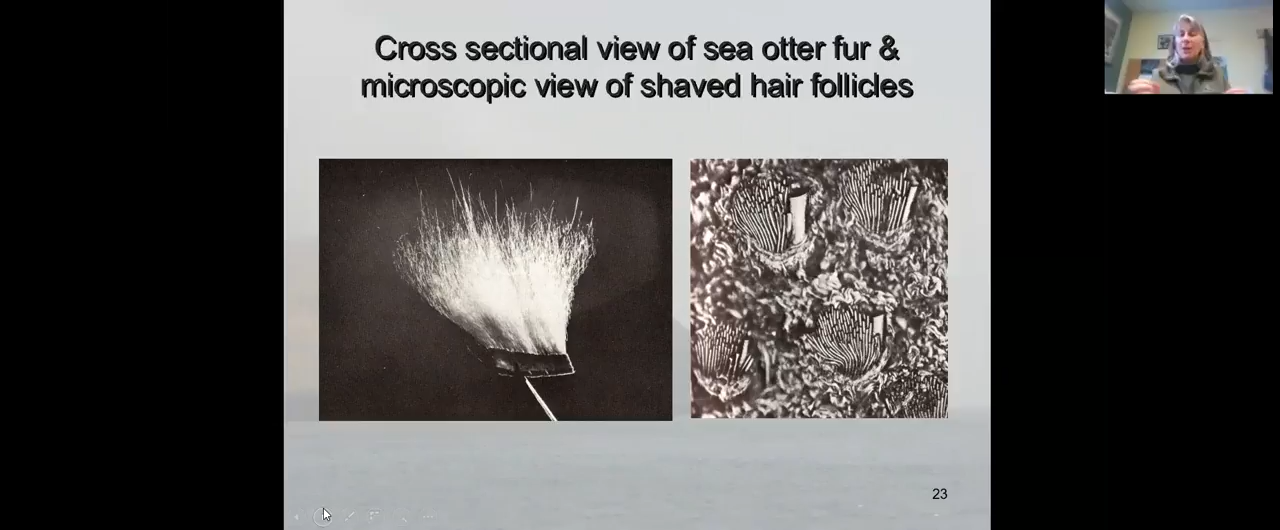 Cross sectional view of sea otter fur &
microscopic view of shaved hair follicles
23